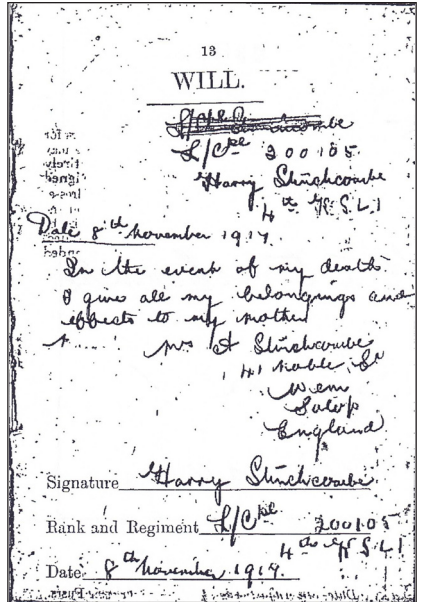 13
WILL.
L/Cpl 200105
Harry Stinchcombe
4th K.S.L.I
Date 8th November 1917.
In the event of my death
I give all my belongings and
effects to my mother
Mrs A Stinchcombe
41 Noble St
Wem
Salop
England
Signature Harry Stinchcombe
Rank and Regiment L/Cpl 200105
4th K.S.L.I
Date 8th November 1917.